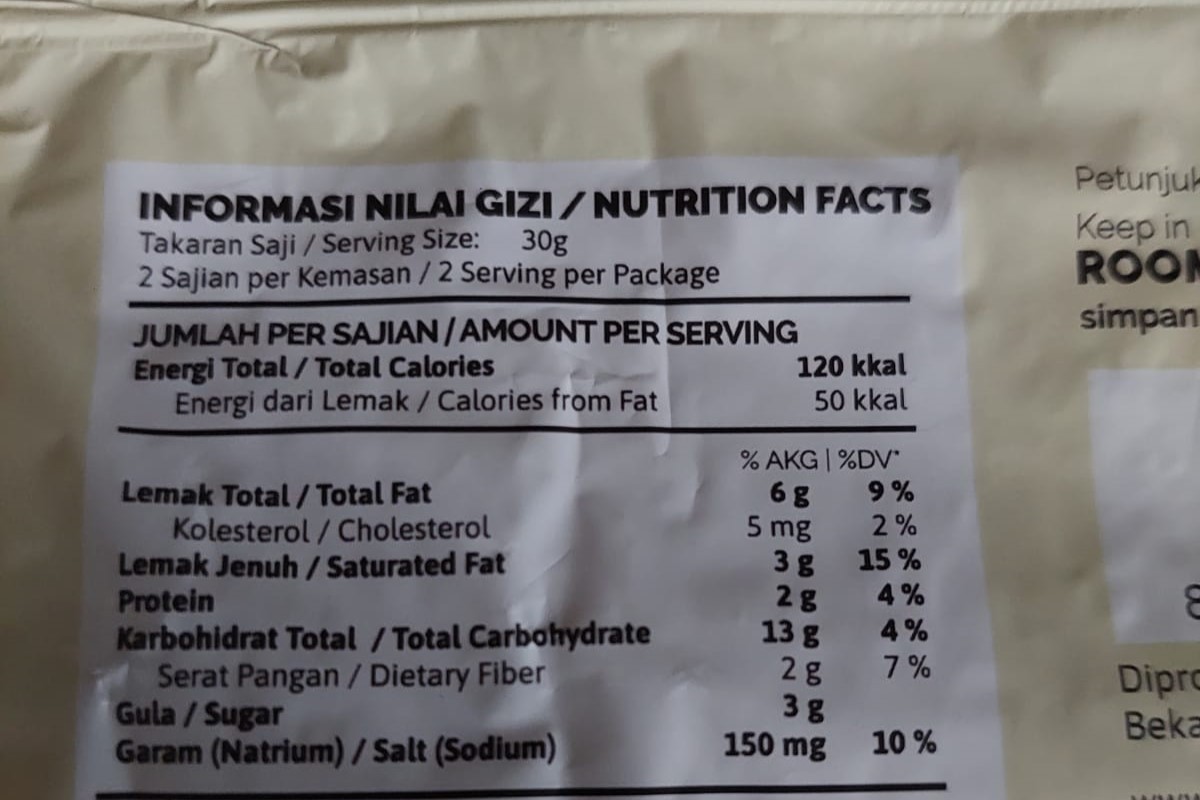 INFORMASI NILAI GIZI / NUTRITION FACTS
Takaran Saji / Serving Size: 30g
2 Sajian per Kemasan / 2 Serving per Package
JUMLAH PER SAJIAN / AMOUNT PER SERVING
Energi Total / Total Calories 120 kkal
Energi dari Lemak / Calories from Fat 50 kkal
% AKG | %DV*
Lemak Total / Total Fat 6 g 9 %
Kolesterol / Cholesterol 5 mg 2 %
Lemak Jenuh / Saturated Fat 3 g 15 %
Protein 2 g 4 %
Karbohidrat Total / Total Carbohydrate 13 g 4 %
Serat Pangan / Dietary Fiber 2 g 7 %
Gula / Sugar 3 g
Garam (Natrium) / Salt (Sodium) 150 mg 10 %
Petunjuk
Keep in
simpan